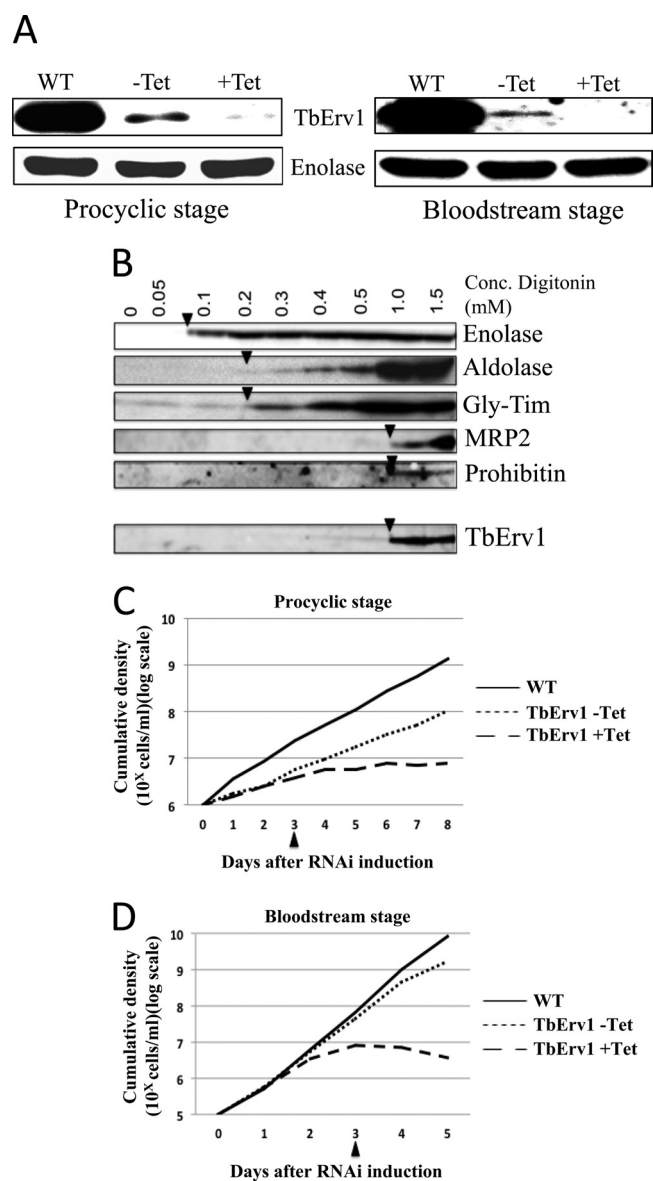 A
WT -Tet +Tet
TbErv1
Enolase
Procyclic stage
WT -Tet +Tet
Bloodstream stage
B
0 0.05 0.1 0.2 0.3 0.4 0.5 1.0 1.5
Conc. Digitonin
(mM)
Enolase
Aldolase
Gly-Tim
MRP2
Prohibitin
TbErv1
C
Procyclic stage
Cumulative density
(10^X cells/ml)(log scale)
10
9
8
7
6
0 1 2 3 4 5 6 7 8
Days after RNAi induction
WT
TbErv1 -Tet
TbErv1 +Tet
D
Bloodstream stage
Cumulative density
(10^X cells/ml)(log scale)
10
9
8
7
6
5
0 1 2 3 4 5
Days after RNAi induction
WT
TbErv1 -Tet
TbErv1 +Tet